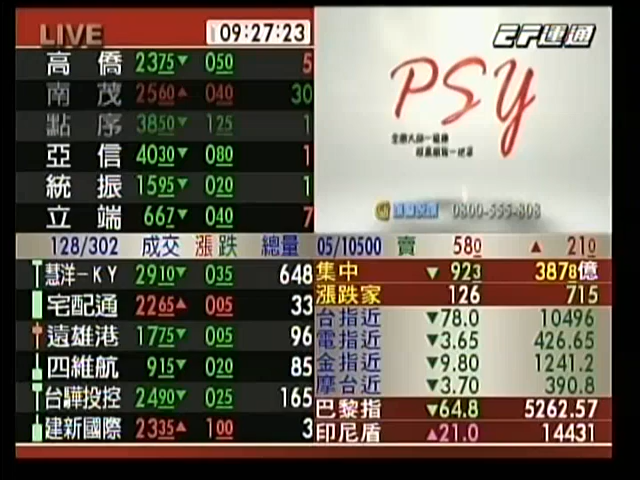 LIVE 09:27:23
高僑 2375▼ 050 5
南茂 2560▲ 040 30
點序 3850▼ 125 1
亞信 4030▼ 080 1
統振 1595▼ 020 1
立端 667▼ 040 7
128/302 成交 漲跌 總量
慧洋-KY 2910▼ 035 648
宅配通 2265▲ 005 33
遠雄港 1775▼ 005 96
四維航 915▼ 020 85
台驊投控 2490▼ 025 165
建新國際 2335▲ 100 3
運通
PSY
0800-555-808
05/10500 賣 580 ▲ 210
集中 ▼ 923 3878億
漲跌家 126 715
台指近 ▼78.0 10496
電指近 ▼3.65 426.65
金指近 ▼9.80 1241.2
摩台近 ▼3.70 390.8
巴黎指 ▼64.8 5262.57
印尼盾 ▲21.0 14431